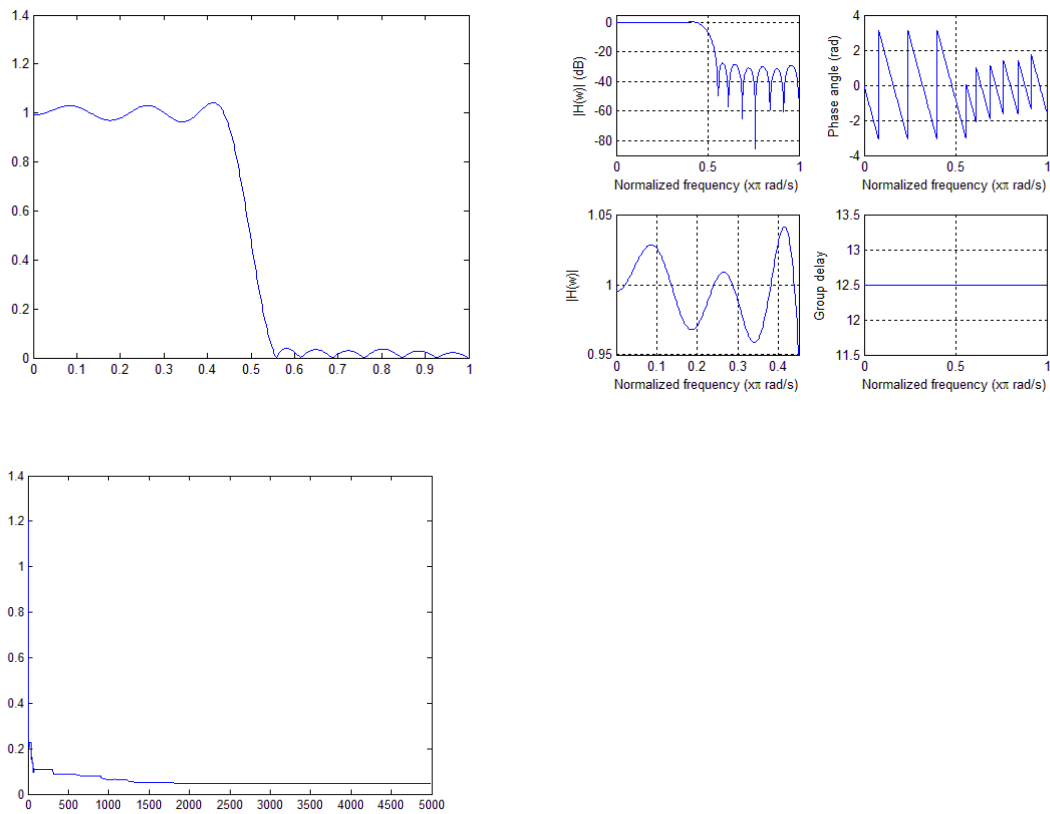 1.4
1.2
1
0.8
0.6
0.4
0.2
0
0 0.1 0.2 0.3 0.4 0.5 0.6 0.7 0.8 0.9 1
|H(w)| (dB)
0
-20
-40
-60
-80
0 0.5 1
Normalized frequency (xπ rad/s)
Phase angle (rad)
4
2
0
-2
-4
0 0.5 1
Normalized frequency (xπ rad/s)
|H(w)|
1.05
1
0.95
0 0.1 0.2 0.3 0.4
Normalized frequency (xπ rad/s)
Group delay
13.5
13
12.5
12
11.5
0 0.5 1
Normalized frequency (xπ rad/s)
1.4
1.2
1
0.8
0.6
0.4
0.2
0
0 500 1000 1500 2000 2500 3000 3500 4000 4500 5000